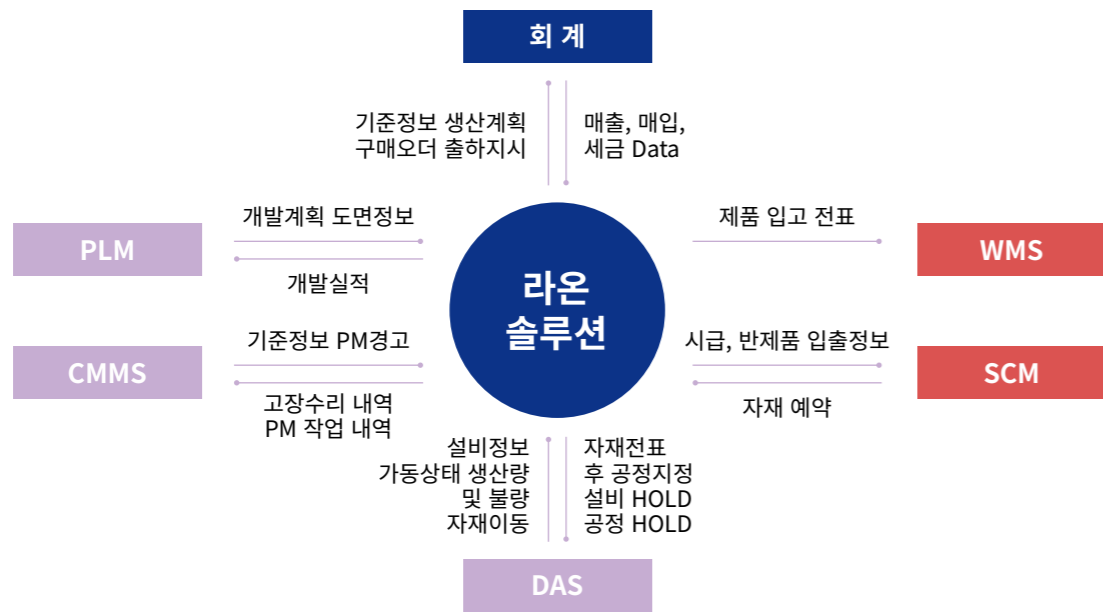 회 계
기준정보 생산계획
구매오더 출하지시
매출, 매입,
세금 Data
개발계획 도면정보
PLM
개발실적
기준정보 PM경고
CMMS
고장수리 내역
PM 작업 내역
라온
솔루션
제품 입고 전표
WMS
시급, 반제품 입출정보
SCM
자재 예약
설비정보
가동상태 생산량
및 불량
자재이동
자재전표
후 공정지정
설비 HOLD
공정 HOLD
DAS